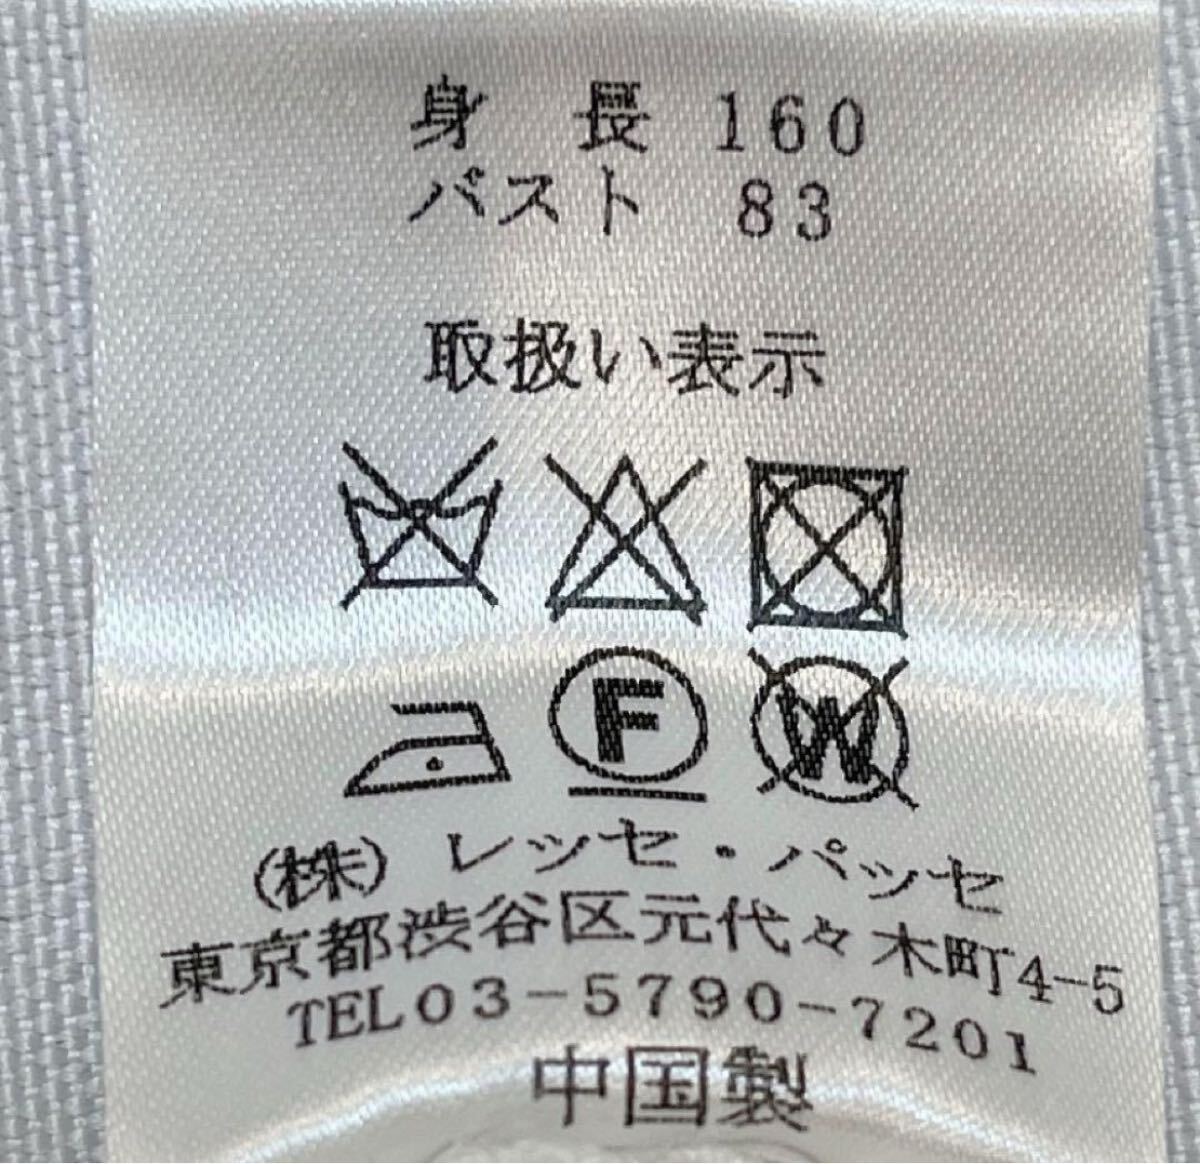 身 長 160
バスト 83
取扱い表示
F W
(株) レッセ・パッセ
東京都渋谷区元代々木町4-5
TEL03-5790-7201
中国製